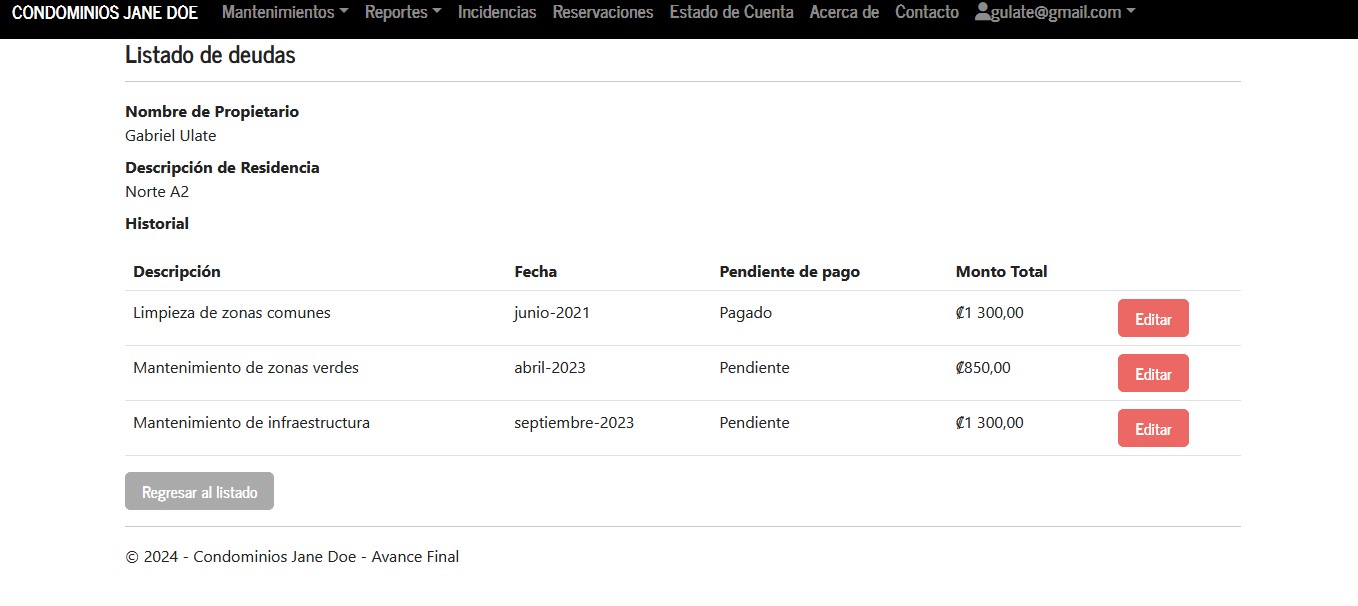 CONDOMINIOS JANE DOE Mantenimientos Reportes Incidencias Reservaciones Estado de Cuenta Acerca de Contacto gulate@gmail.com
Listado de deudas
Nombre de Propietario
Gabriel Ulate
Descripción de Residencia
Norte A2
Historial
Descripción Fecha Pendiente de pago Monto Total
Limpieza de zonas comunes junio-2021 Pagado ₡1 300,00 Editar
Mantenimiento de zonas verdes abril-2023 Pendiente ₡850,00 Editar
Mantenimiento de infraestructura septiembre-2023 Pendiente ₡1 300,00 Editar
Regresar al listado
© 2024 - Condominios Jane Doe - Avance Final